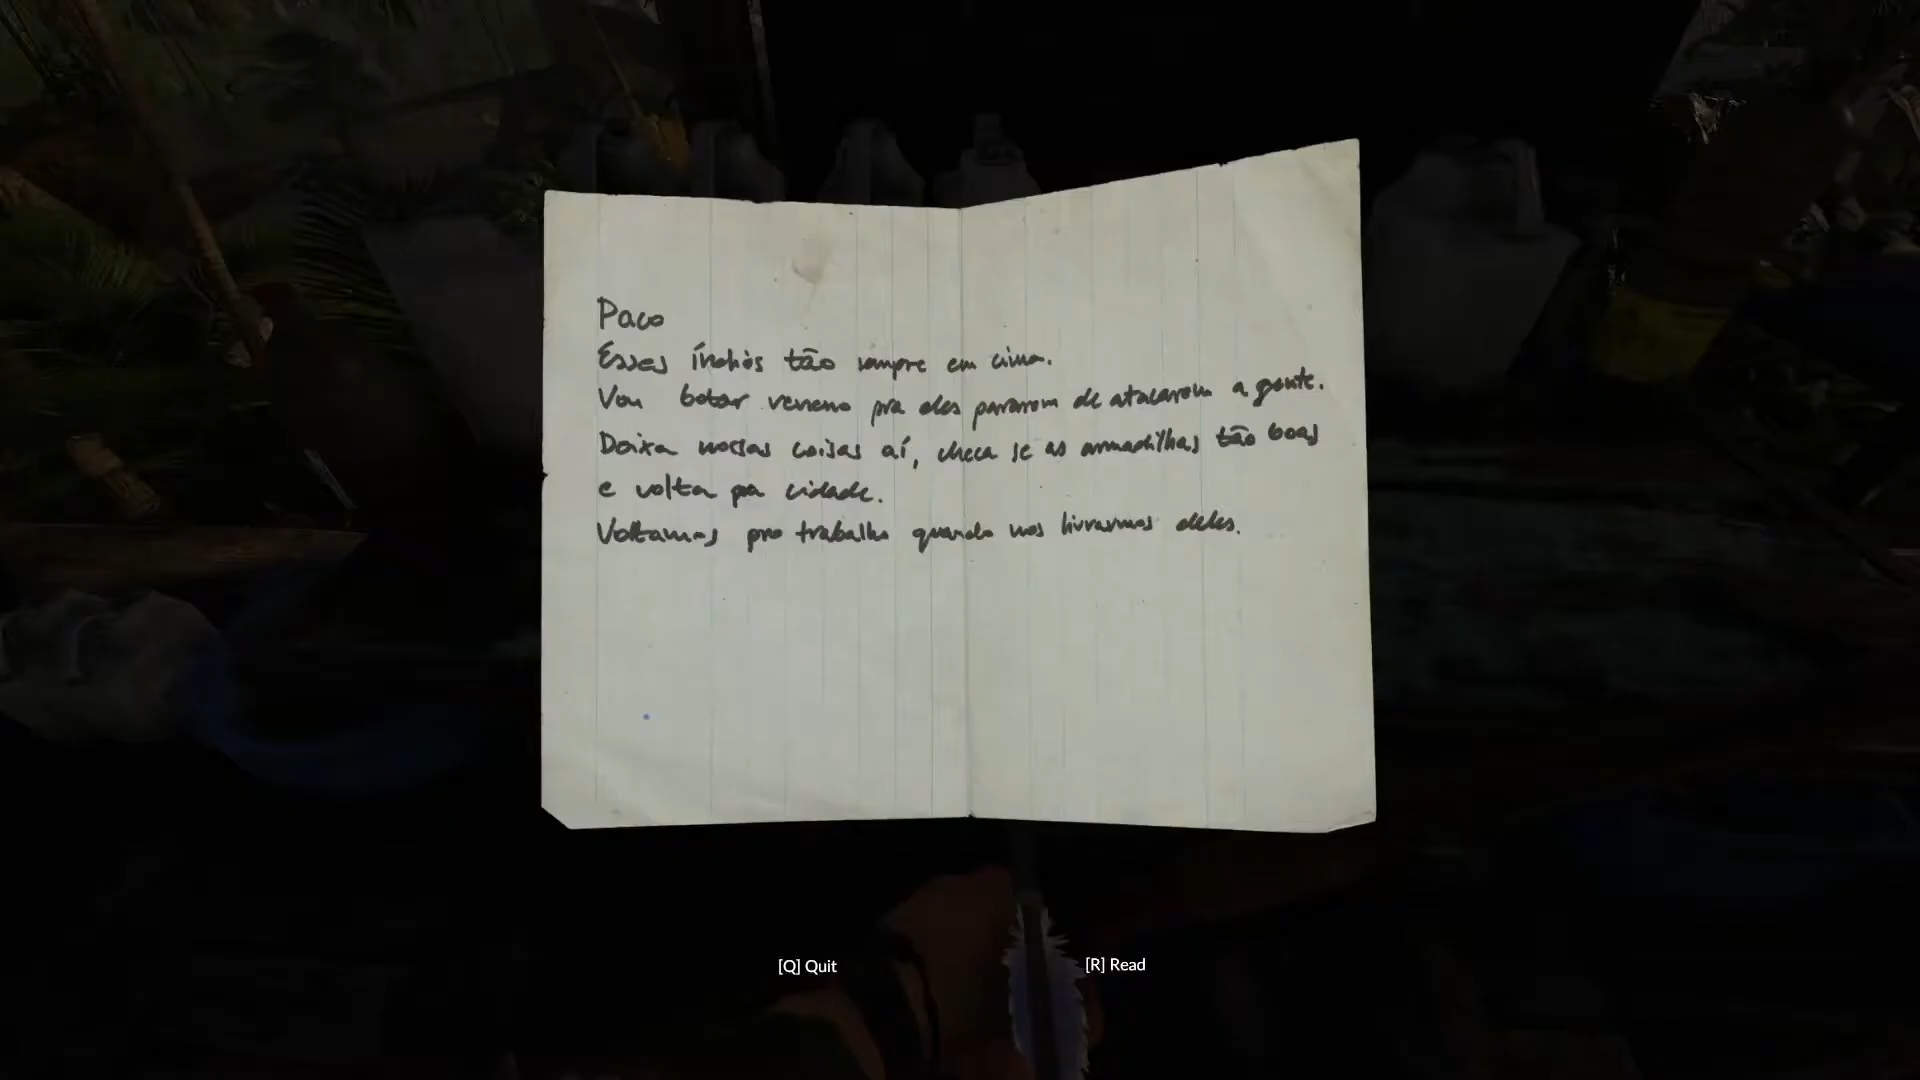 Paco
Esses índios tão sempre em cima.
Vou botar veneno pra eles pararem de atacarem a gente.
Deixa nossas coisas aí, checa se as armadilhas tão boas
e volta pa cidade.
Voltamos pro trabalho quando nos livrarmos deles.
[Q] Quit
[R] Read